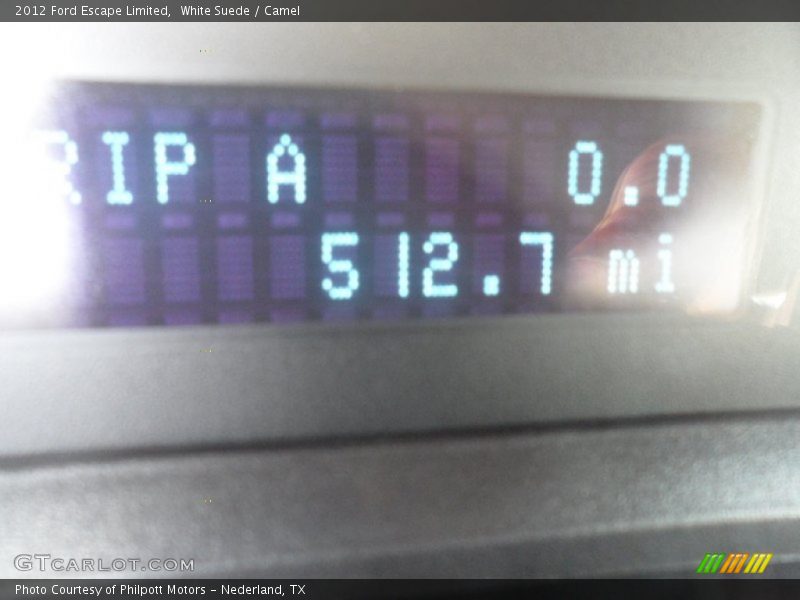 2012 Ford Escape Limited,  White Suede / Camel
RIP A 0.0
512.7 mi
GTCARLOT.COM
Photo Courtesy of Philpott Motors – Nederland, TX